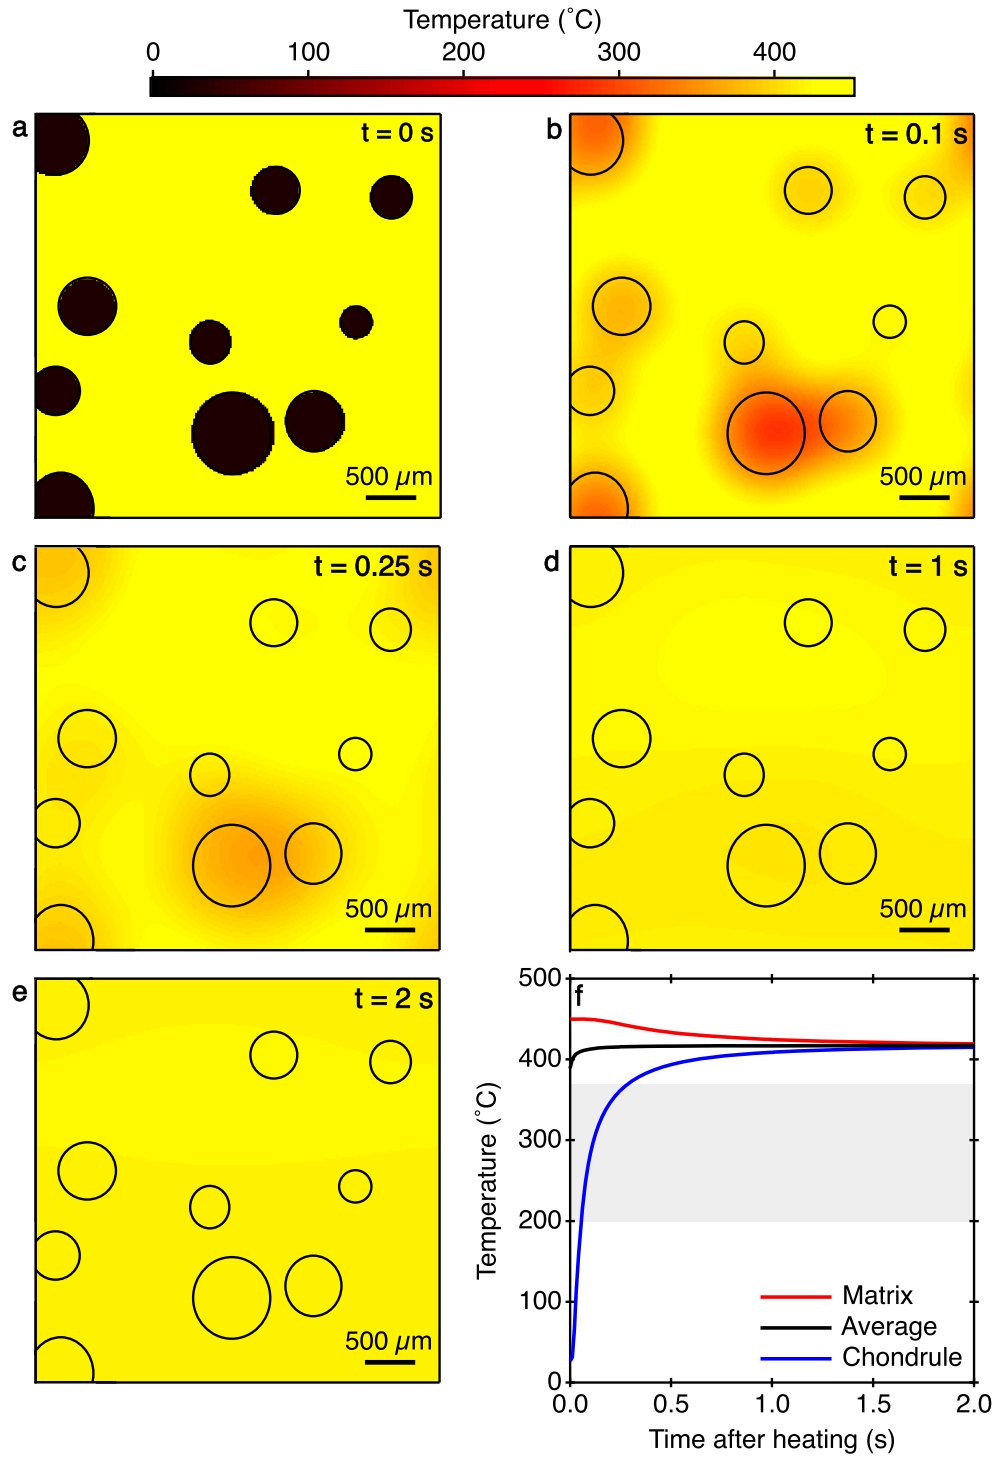 Temperature (˚C)
0 100 200 300 400
a t = 0 s
500 µm
b t = 0.1 s
500 µm
c t = 0.25 s
500 µm
d t = 1 s
500 µm
e t = 2 s
500 µm
f
500
400
300
200
100
0
Temperature (˚C)
Matrix
Average
Chondrule
0.0 0.5 1.0 1.5 2.0
Time after heating (s)